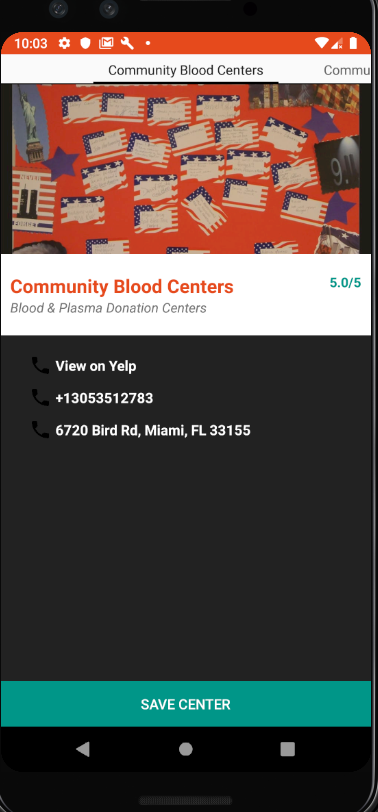 10:03
Community Blood Centers
Commu
NEVER
FORGET
9.11
Community Blood Centers
5.0/5
Blood & Plasma Donation Centers
View on Yelp
+13053512783
6720 Bird Rd, Miami, FL 33155
SAVE CENTER